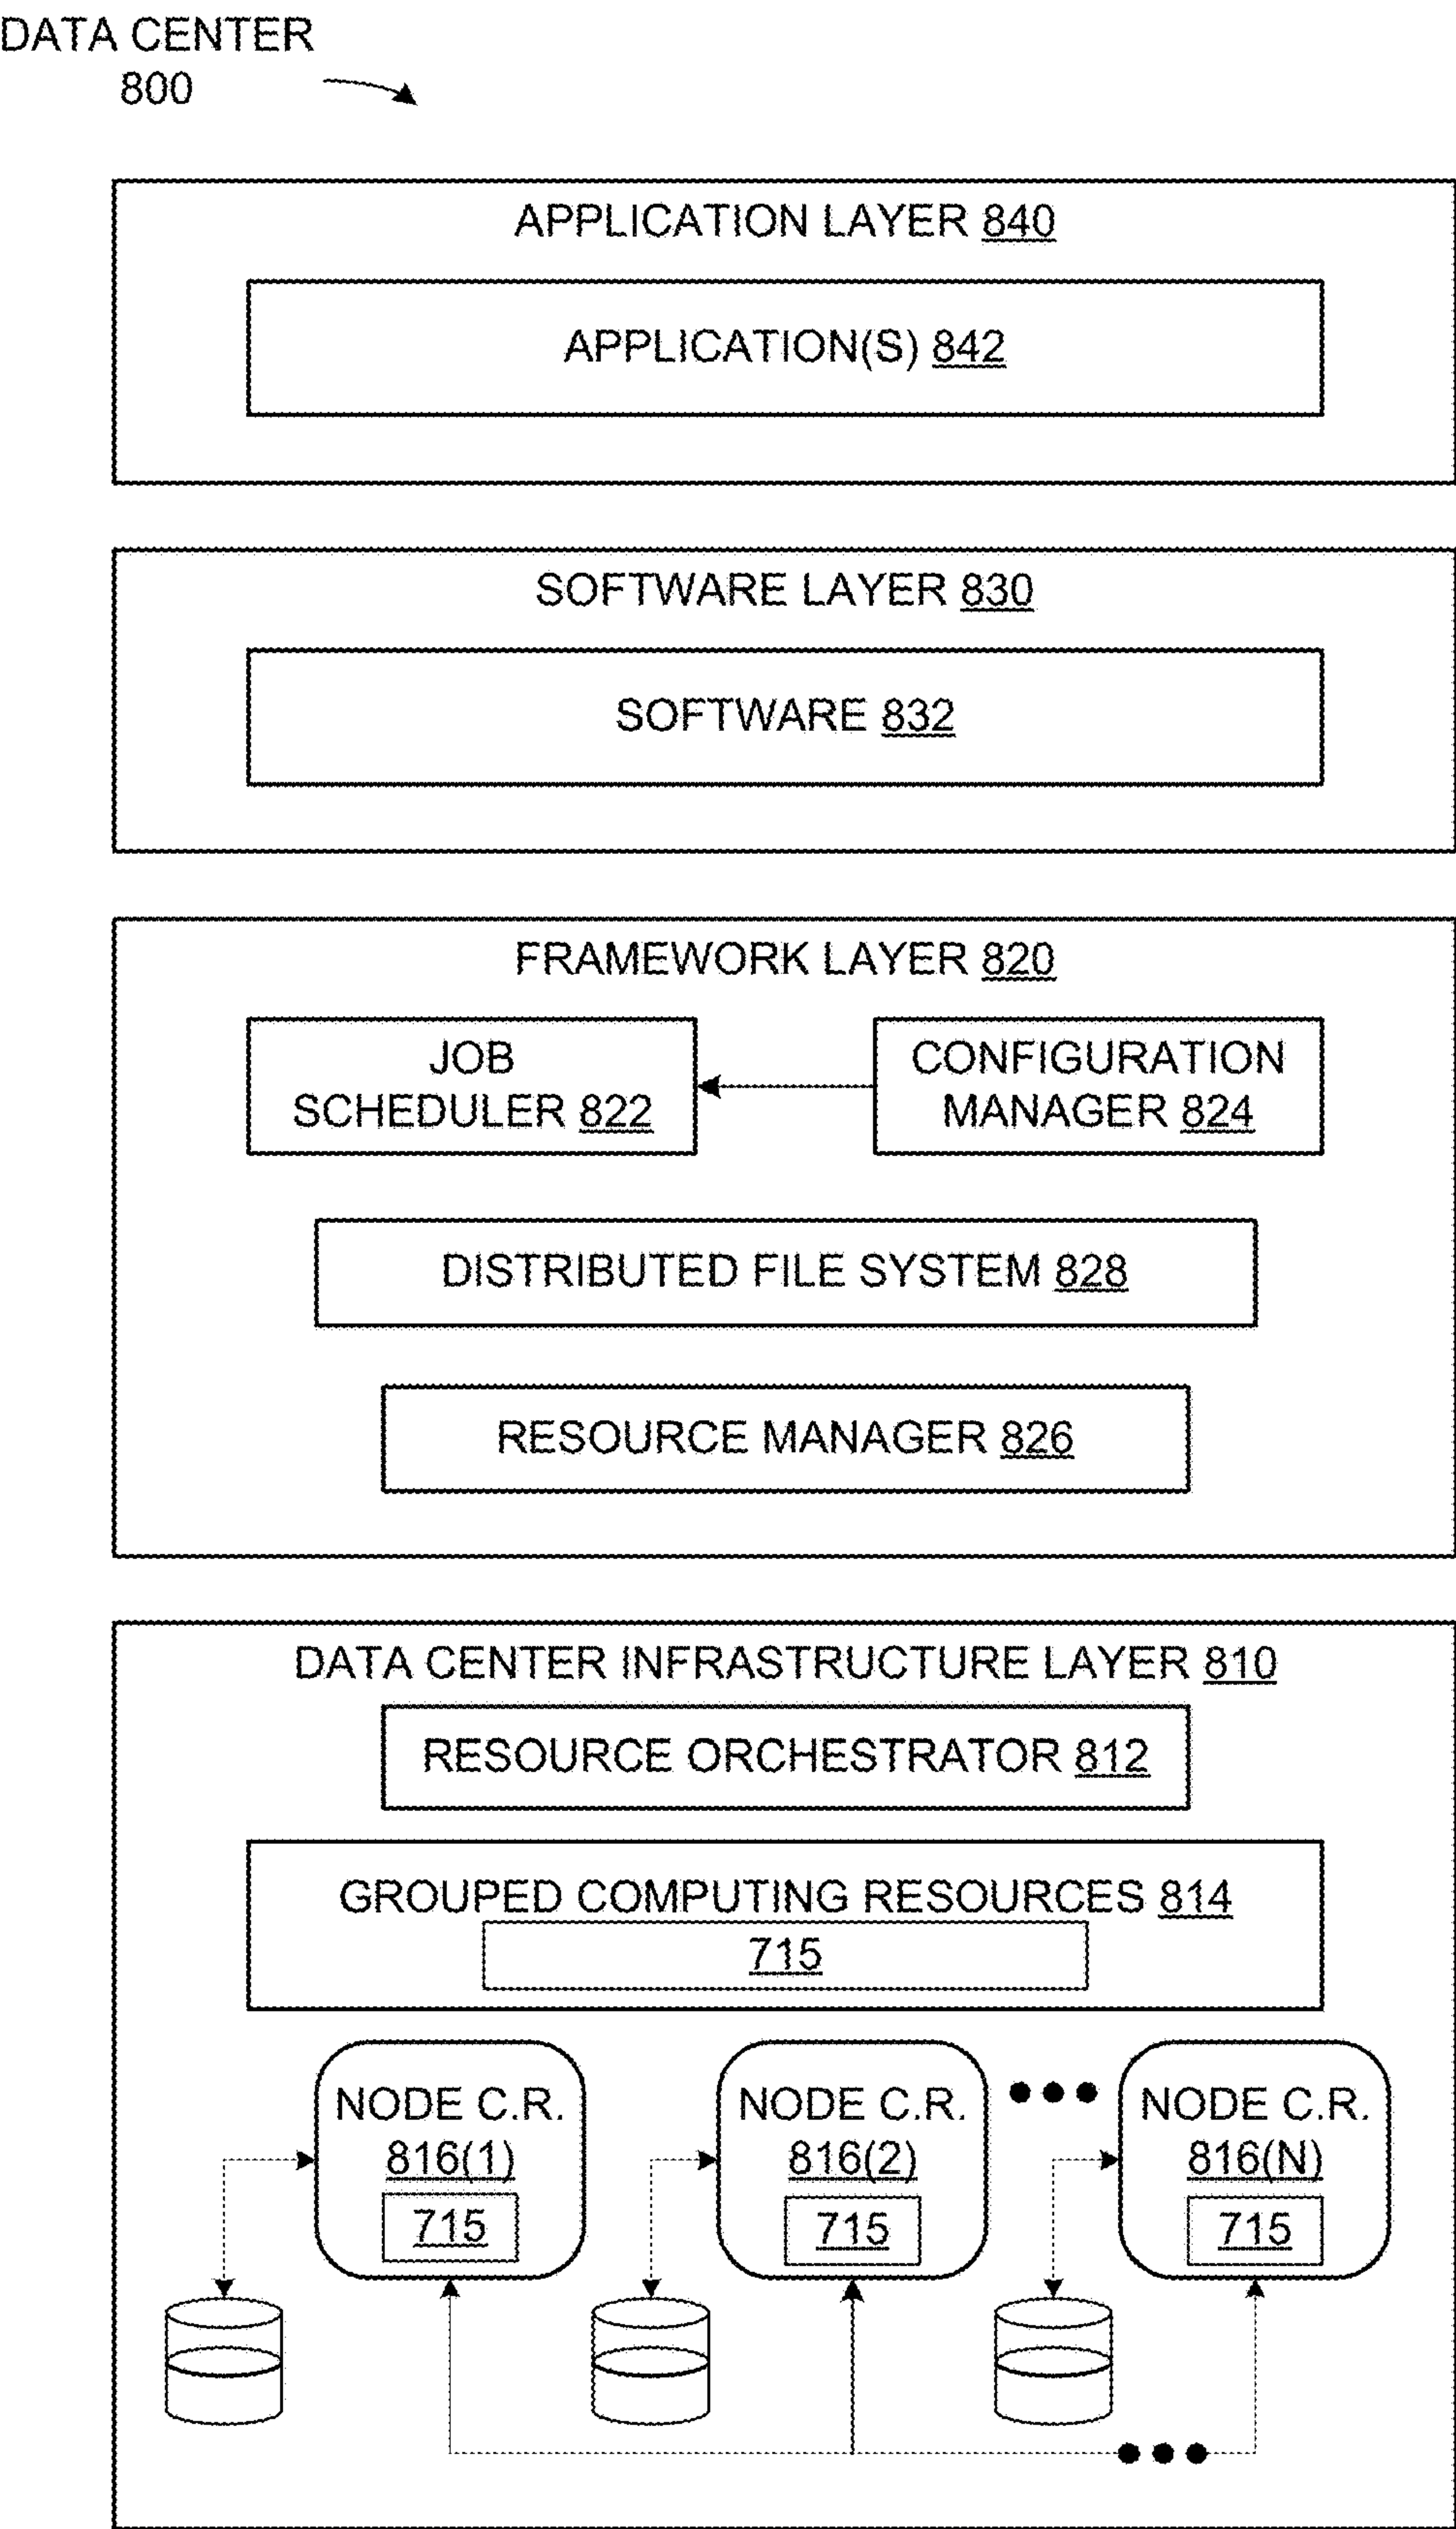 DATA CENTER
800
APPLICATION LAYER 840
APPLICATION(S) 842
SOFTWARE LAYER 830
SOFTWARE 832
FRAMEWORK LAYER 820
JOB
SCHEDULER 822
CONFIGURATION
MANAGER 824
DISTRIBUTED FILE SYSTEM 828
RESOURCE MANAGER 826
DATA CENTER INFRASTRUCTURE LAYER 810
RESOURCE ORCHESTRATOR 812
GROUPED COMPUTING RESOURCES 814
715
NODE C.R.
816(1)
715
NODE C.R.
816(2)
715
NODE C.R.
816(N)
715